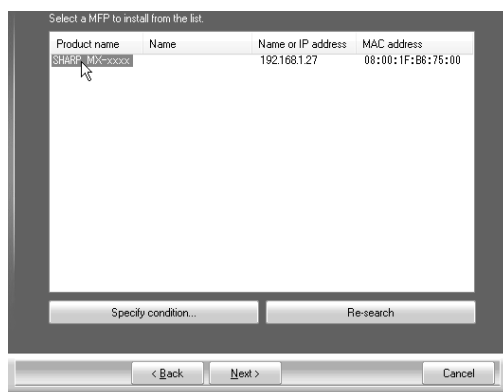 Select a MFP to install from the list.
Product name Name Name or IP address MAC address
SHARP MX-xxxx 192.168.1.27 08:00:1F:B6:75:00
Specify condition... Re-search
< Back Next > Cancel